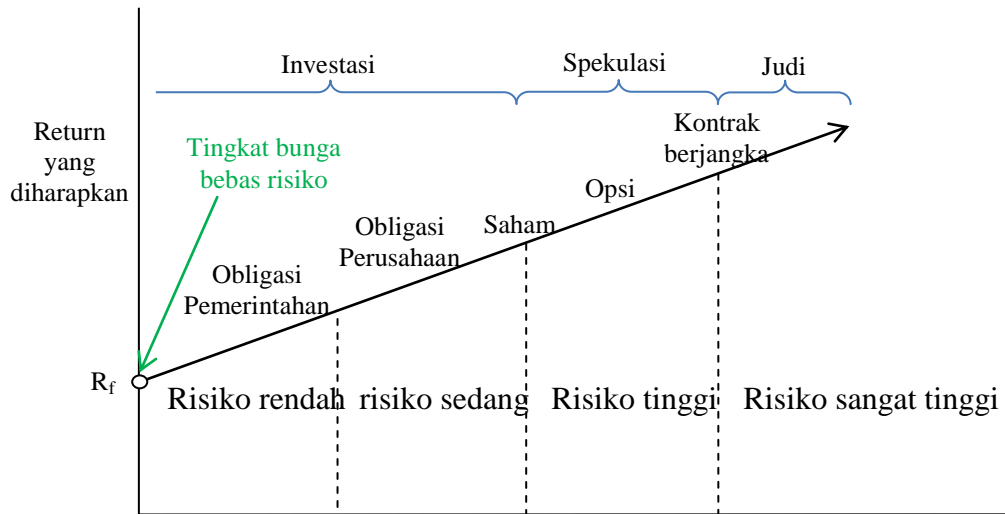 Investasi
Spekulasi
Judi
Return
yang
diharapkan
Tingkat bunga
bebas risiko
Kontrak
berjangka
Opsi
Saham
Obligasi
Perusahaan
Obligasi
Pemerintahan
Rf
Risiko rendah
risiko sedang
Risiko tinggi
Risiko sangat tinggi